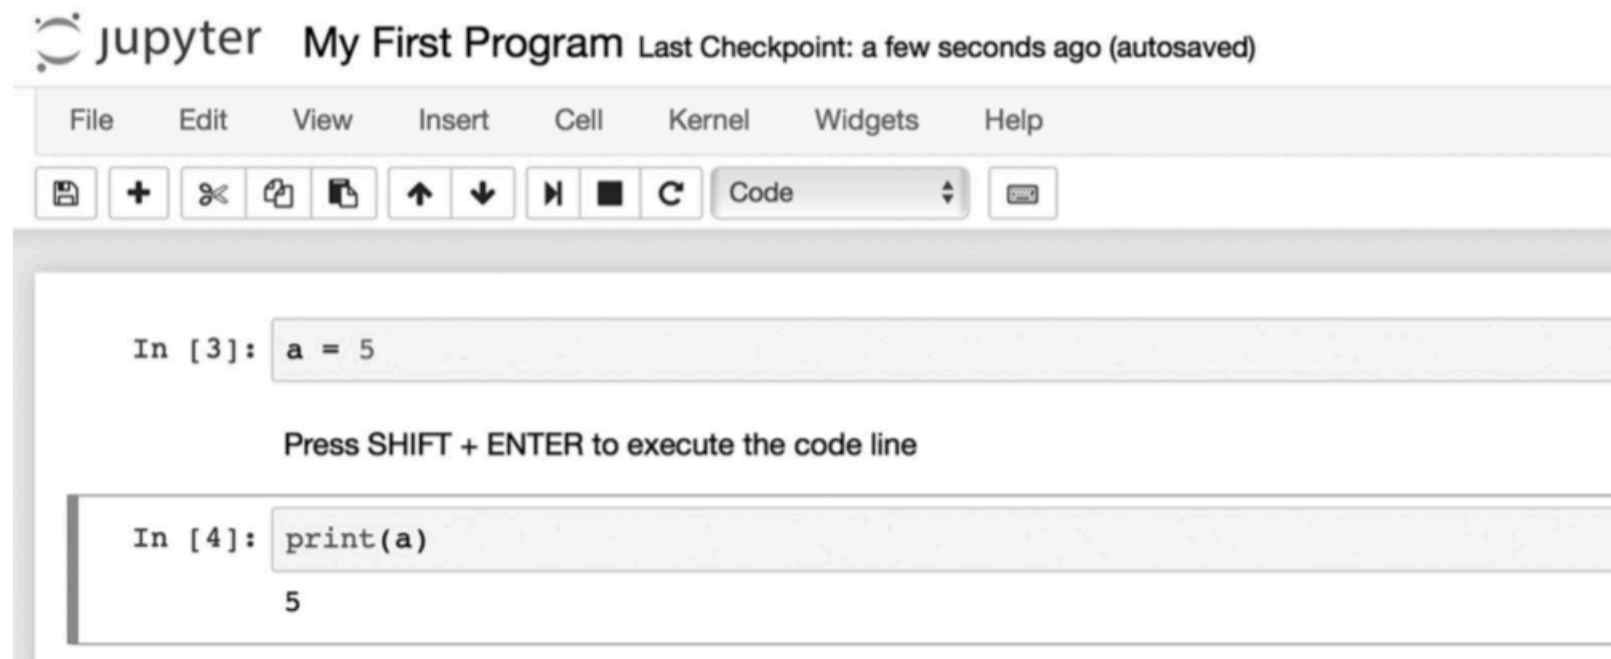 jupyter My First Program Last Checkpoint: a few seconds ago (autosaved)
File Edit View Insert Cell Kernel Widgets Help
Code
In [3]: a = 5
Press SHIFT + ENTER to execute the code line
In [4]: print(a)
5